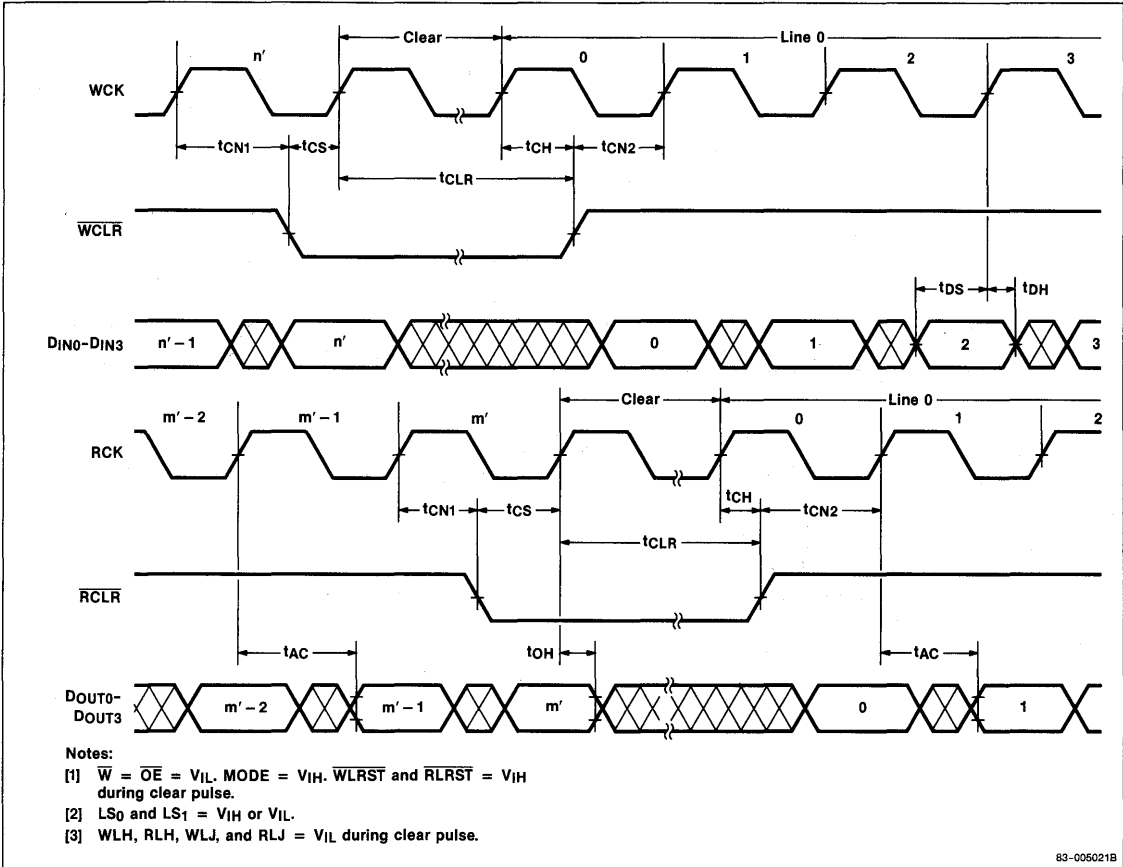 n′ Clear Line 0
0 1 2 3
WCK
tCN1 tCS tCH tCN2
tCLR
WCLR
tDS tDH
DIN0-DIN3 n′ − 1 n′ 0 1 2 3
Clear Line 0
m′ − 2 m′ − 1 m′ 0 1 2
RCK
tCN1 tCS tCH tCN2
tCLR
RCLR
tAC tOH tAC
DOUT0-
DOUT3
m′ − 2 m′ − 1 m′ 0 1
Notes:
[1] W = OE = VIL. MODE = VIH. WLRST and RLRST = VIH
during clear pulse.
[2] LS0 and LS1 = VIH or VIL.
[3] WLH, RLH, WLJ, and RLJ = VIL during clear pulse.
83-005021B